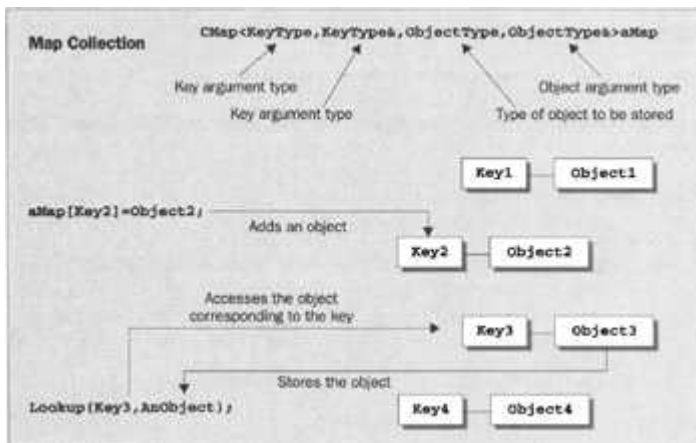 CMap<KeyType,KeyType&,ObjectType,ObjectType&>aMap
Map Collection
Key argument type
Object argument type
Key argument type
Type of object to be stored
Key1
Object1
aMap[Key2]=Object2;
Adds an object
Key2
Object2
Accesses the object
corresponding to the key
Key3
Object3
Stores the object
Lookup(Key3,AnObject);
Key4
Object4